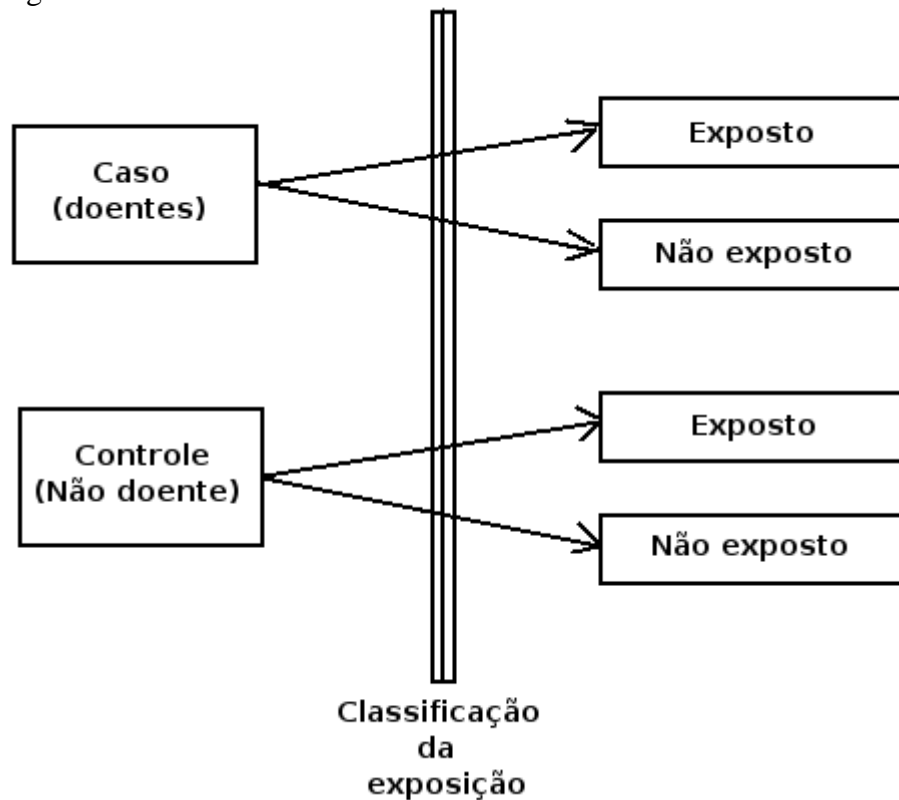 Caso
(doentes)
Exposto
Não exposto
Controle
(Não doente)
Exposto
Não exposto
Classificação
da
exposição